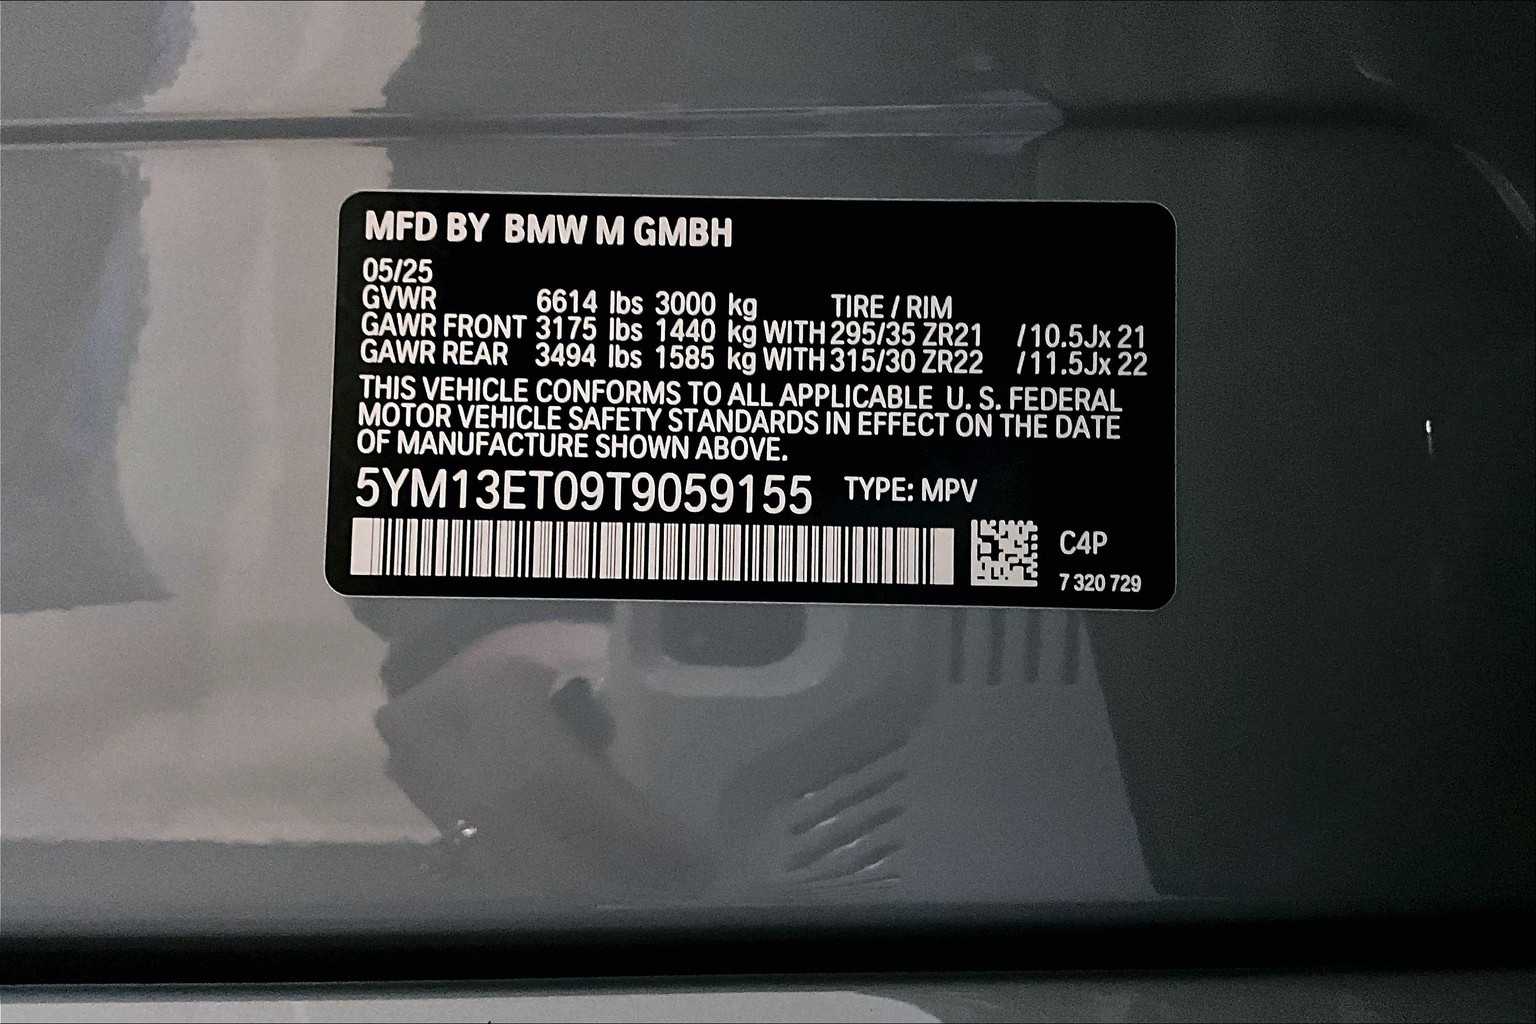 MFD BY BMW M GMBH
05/25
GVWR 6614 lbs 3000 kg TIRE / RIM
GAWR FRONT 3175 lbs 1440 kg WITH 295/35 ZR21 /10.5Jx 21
GAWR REAR 3494 lbs 1585 kg WITH 315/30 ZR22 /11.5Jx 22
THIS VEHICLE CONFORMS TO ALL APPLICABLE U. S. FEDERAL
MOTOR VEHICLE SAFETY STANDARDS IN EFFECT ON THE DATE
OF MANUFACTURE SHOWN ABOVE.
5YM13ET09T9059155 TYPE: MPV
C4P
7 320 729